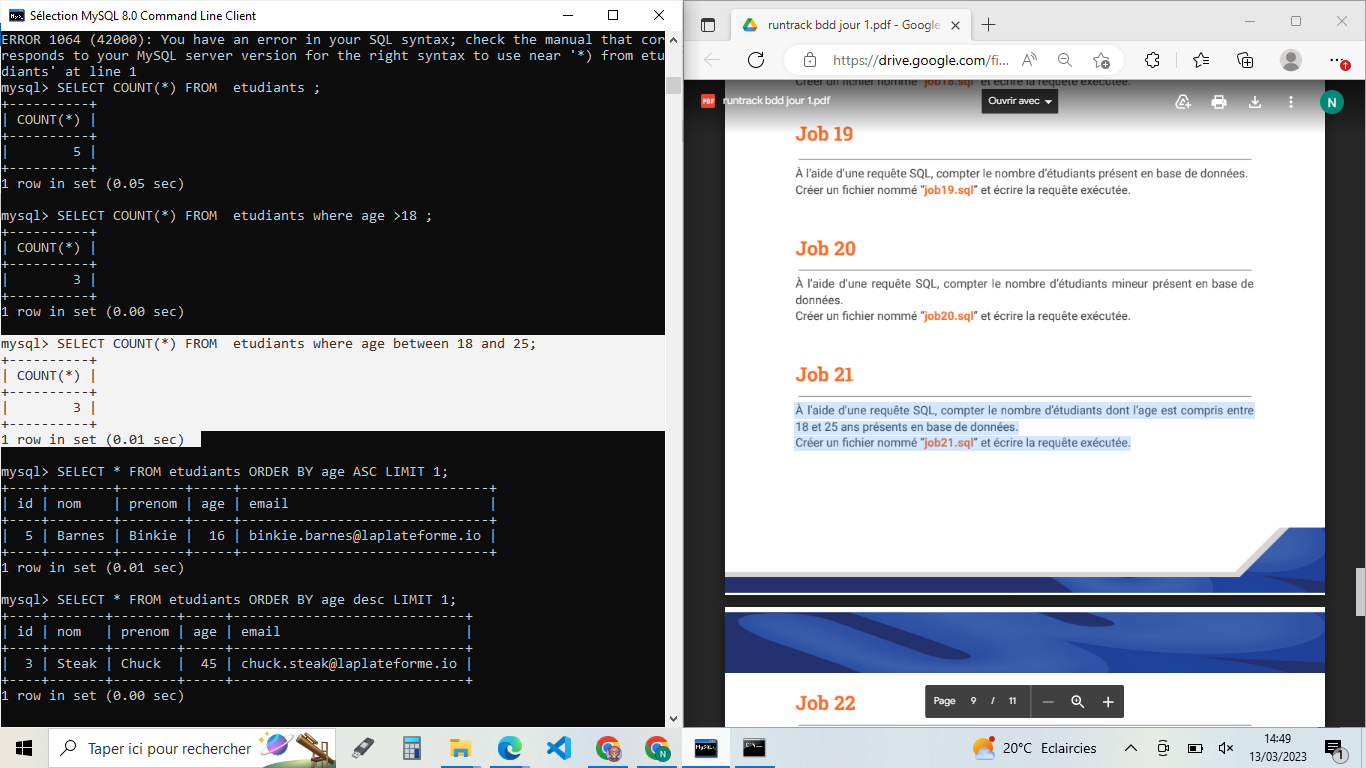 Sélection MySQL 8.0 Command Line Client
ERROR 1064 (42000): You have an error in your SQL syntax; check the manual that cor
responds to your MySQL server version for the right syntax to use near '*) from etu
diants' at line 1
mysql> SELECT COUNT(*) FROM  etudiants ;
+----------+
| COUNT(*) |
+----------+
|        5 |
+----------+
1 row in set (0.05 sec)
mysql> SELECT COUNT(*) FROM  etudiants where age >18 ;
+----------+
| COUNT(*) |
+----------+
|        3 |
+----------+
1 row in set (0.00 sec)
mysql> SELECT COUNT(*) FROM  etudiants where age between 18 and 25;
+----------+
| COUNT(*) |
+----------+
|        3 |
+----------+
1 row in set (0.01 sec)
mysql> SELECT * FROM etudiants ORDER BY age ASC LIMIT 1;
+----+--------+--------+-----+-------------------------------+
| id | nom    | prenom | age | email                         |
+----+--------+--------+-----+-------------------------------+
|  5 | Barnes | Binkie |  16 | binkie.barnes@laplateforme.io |
+----+--------+--------+-----+-------------------------------+
1 row in set (0.01 sec)
mysql> SELECT * FROM etudiants ORDER BY age desc LIMIT 1;
+----+-------+--------+-----+-----------------------------+
| id | nom   | prenom | age | email                       |
+----+-------+--------+-----+-----------------------------+
|  3 | Steak | Chuck  |  45 | chuck.steak@laplateforme.io |
+----+-------+--------+-----+-----------------------------+
1 row in set (0.00 sec)
runtrack bdd jour 1.pdf - Google
https://drive.google.com/fi...
Créer un fichier nommé "job18.sql" et écrire la requête exécutée.
PDF runtrack bdd jour 1.pdf
Ouvrir avec
N
Job 19
À l'aide d'une requête SQL, compter le nombre d'étudiants présent en base de données.
Créer un fichier nommé "job19.sql" et écrire la requête exécutée.
Job 20
À l'aide d'une requête SQL, compter le nombre d'étudiants mineur présent en base de
données.
Créer un fichier nommé "job20.sql" et écrire la requête exécutée.
Job 21
À l'aide d'une requête SQL, compter le nombre d'étudiants dont l'age est compris entre
18 et 25 ans présents en base de données.
Créer un fichier nommé "job21.sql" et écrire la requête exécutée.
Job 22
Page 9 / 11
Taper ici pour rechercher
N
20°C Eclaircies
14:49
13/03/2023
1